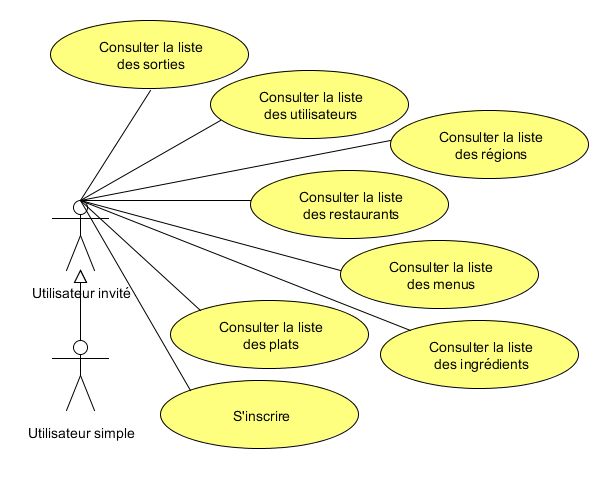 Consulter la liste
des sorties
Consulter la liste
des utilisateurs
Consulter la liste
des régions
Consulter la liste
des restaurants
Consulter la liste
des menus
Utilisateur invité
Consulter la liste
des plats
Consulter la liste
des ingrédients
S'inscrire
Utilisateur simple